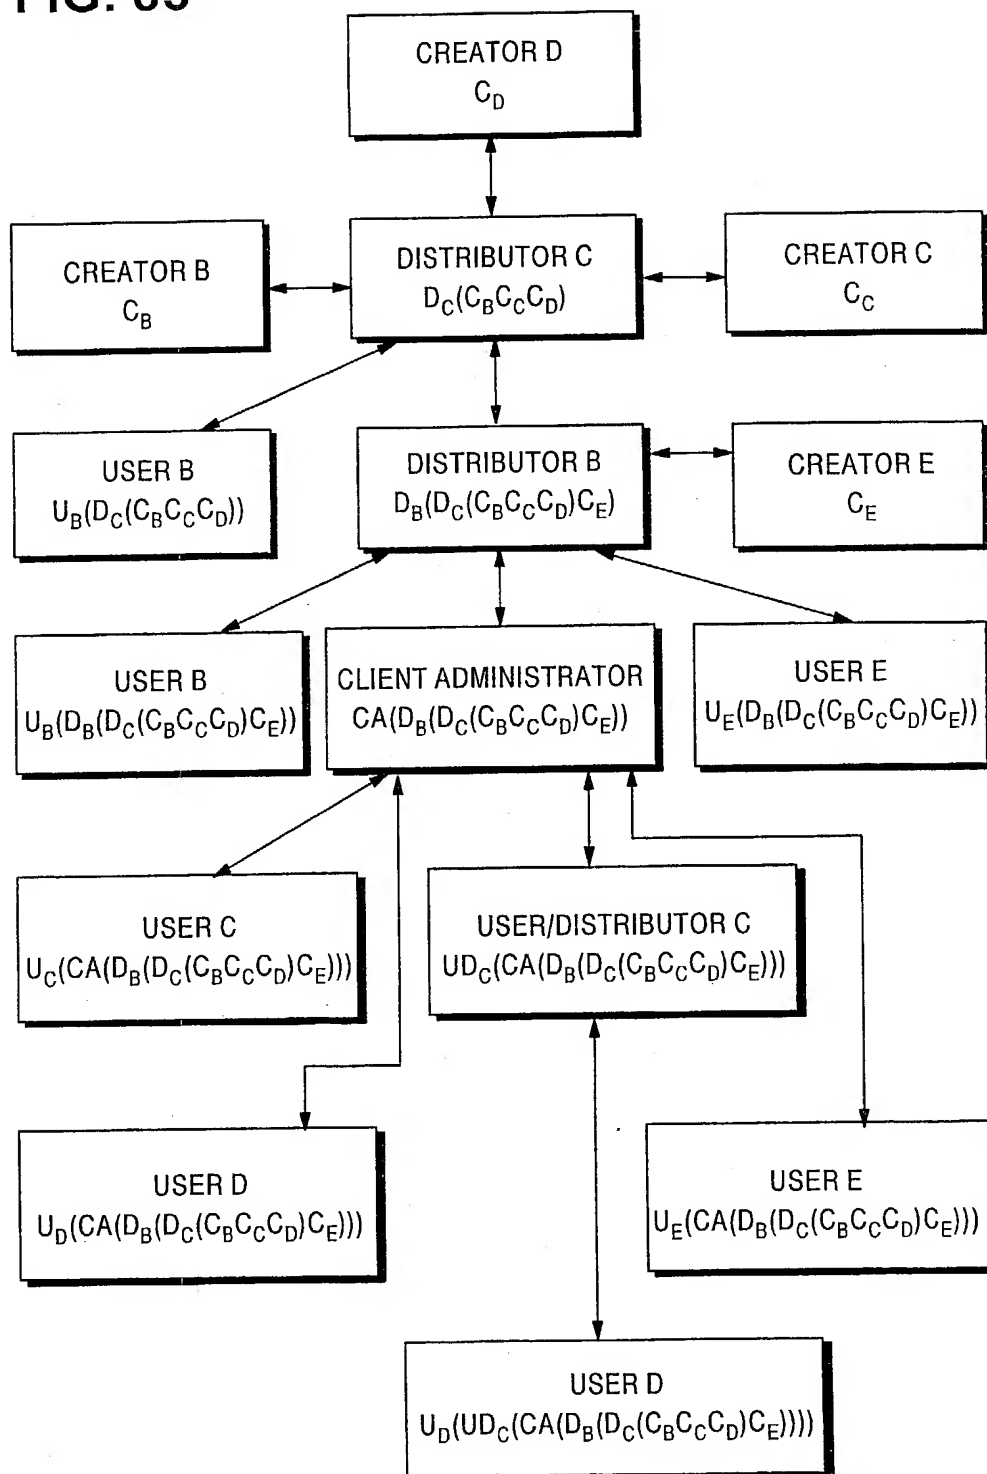 CREATOR D
C_D
CREATOR B
C_B
DISTRIBUTOR C
D_C(C_BC_CC_D)
CREATOR C
C_C
USER B
U_B(D_C(C_BC_CC_D))
DISTRIBUTOR B
D_B(D_C(C_BC_CC_D)C_E)
CREATOR E
C_E
USER B
U_B(D_B(D_C(C_BC_CC_D)C_E))
CLIENT ADMINISTRATOR
CA(D_B(D_C(C_BC_CC_D)C_E))
USER E
U_E(D_B(D_C(C_BC_CC_D)C_E))
USER C
U_C(CA(D_B(D_C(C_BC_CC_D)C_E)))
USER/DISTRIBUTOR C
UD_C(CA(D_B(D_C(C_BC_CC_D)C_E)))
USER D
U_D(CA(D_B(D_C(C_BC_CC_D)C_E)))
USER E
U_E(CA(D_B(D_C(C_BC_CC_D)C_E)))
USER D
U_D(UD_C(CA(D_B(D_C(C_BC_CC_D)C_E))))